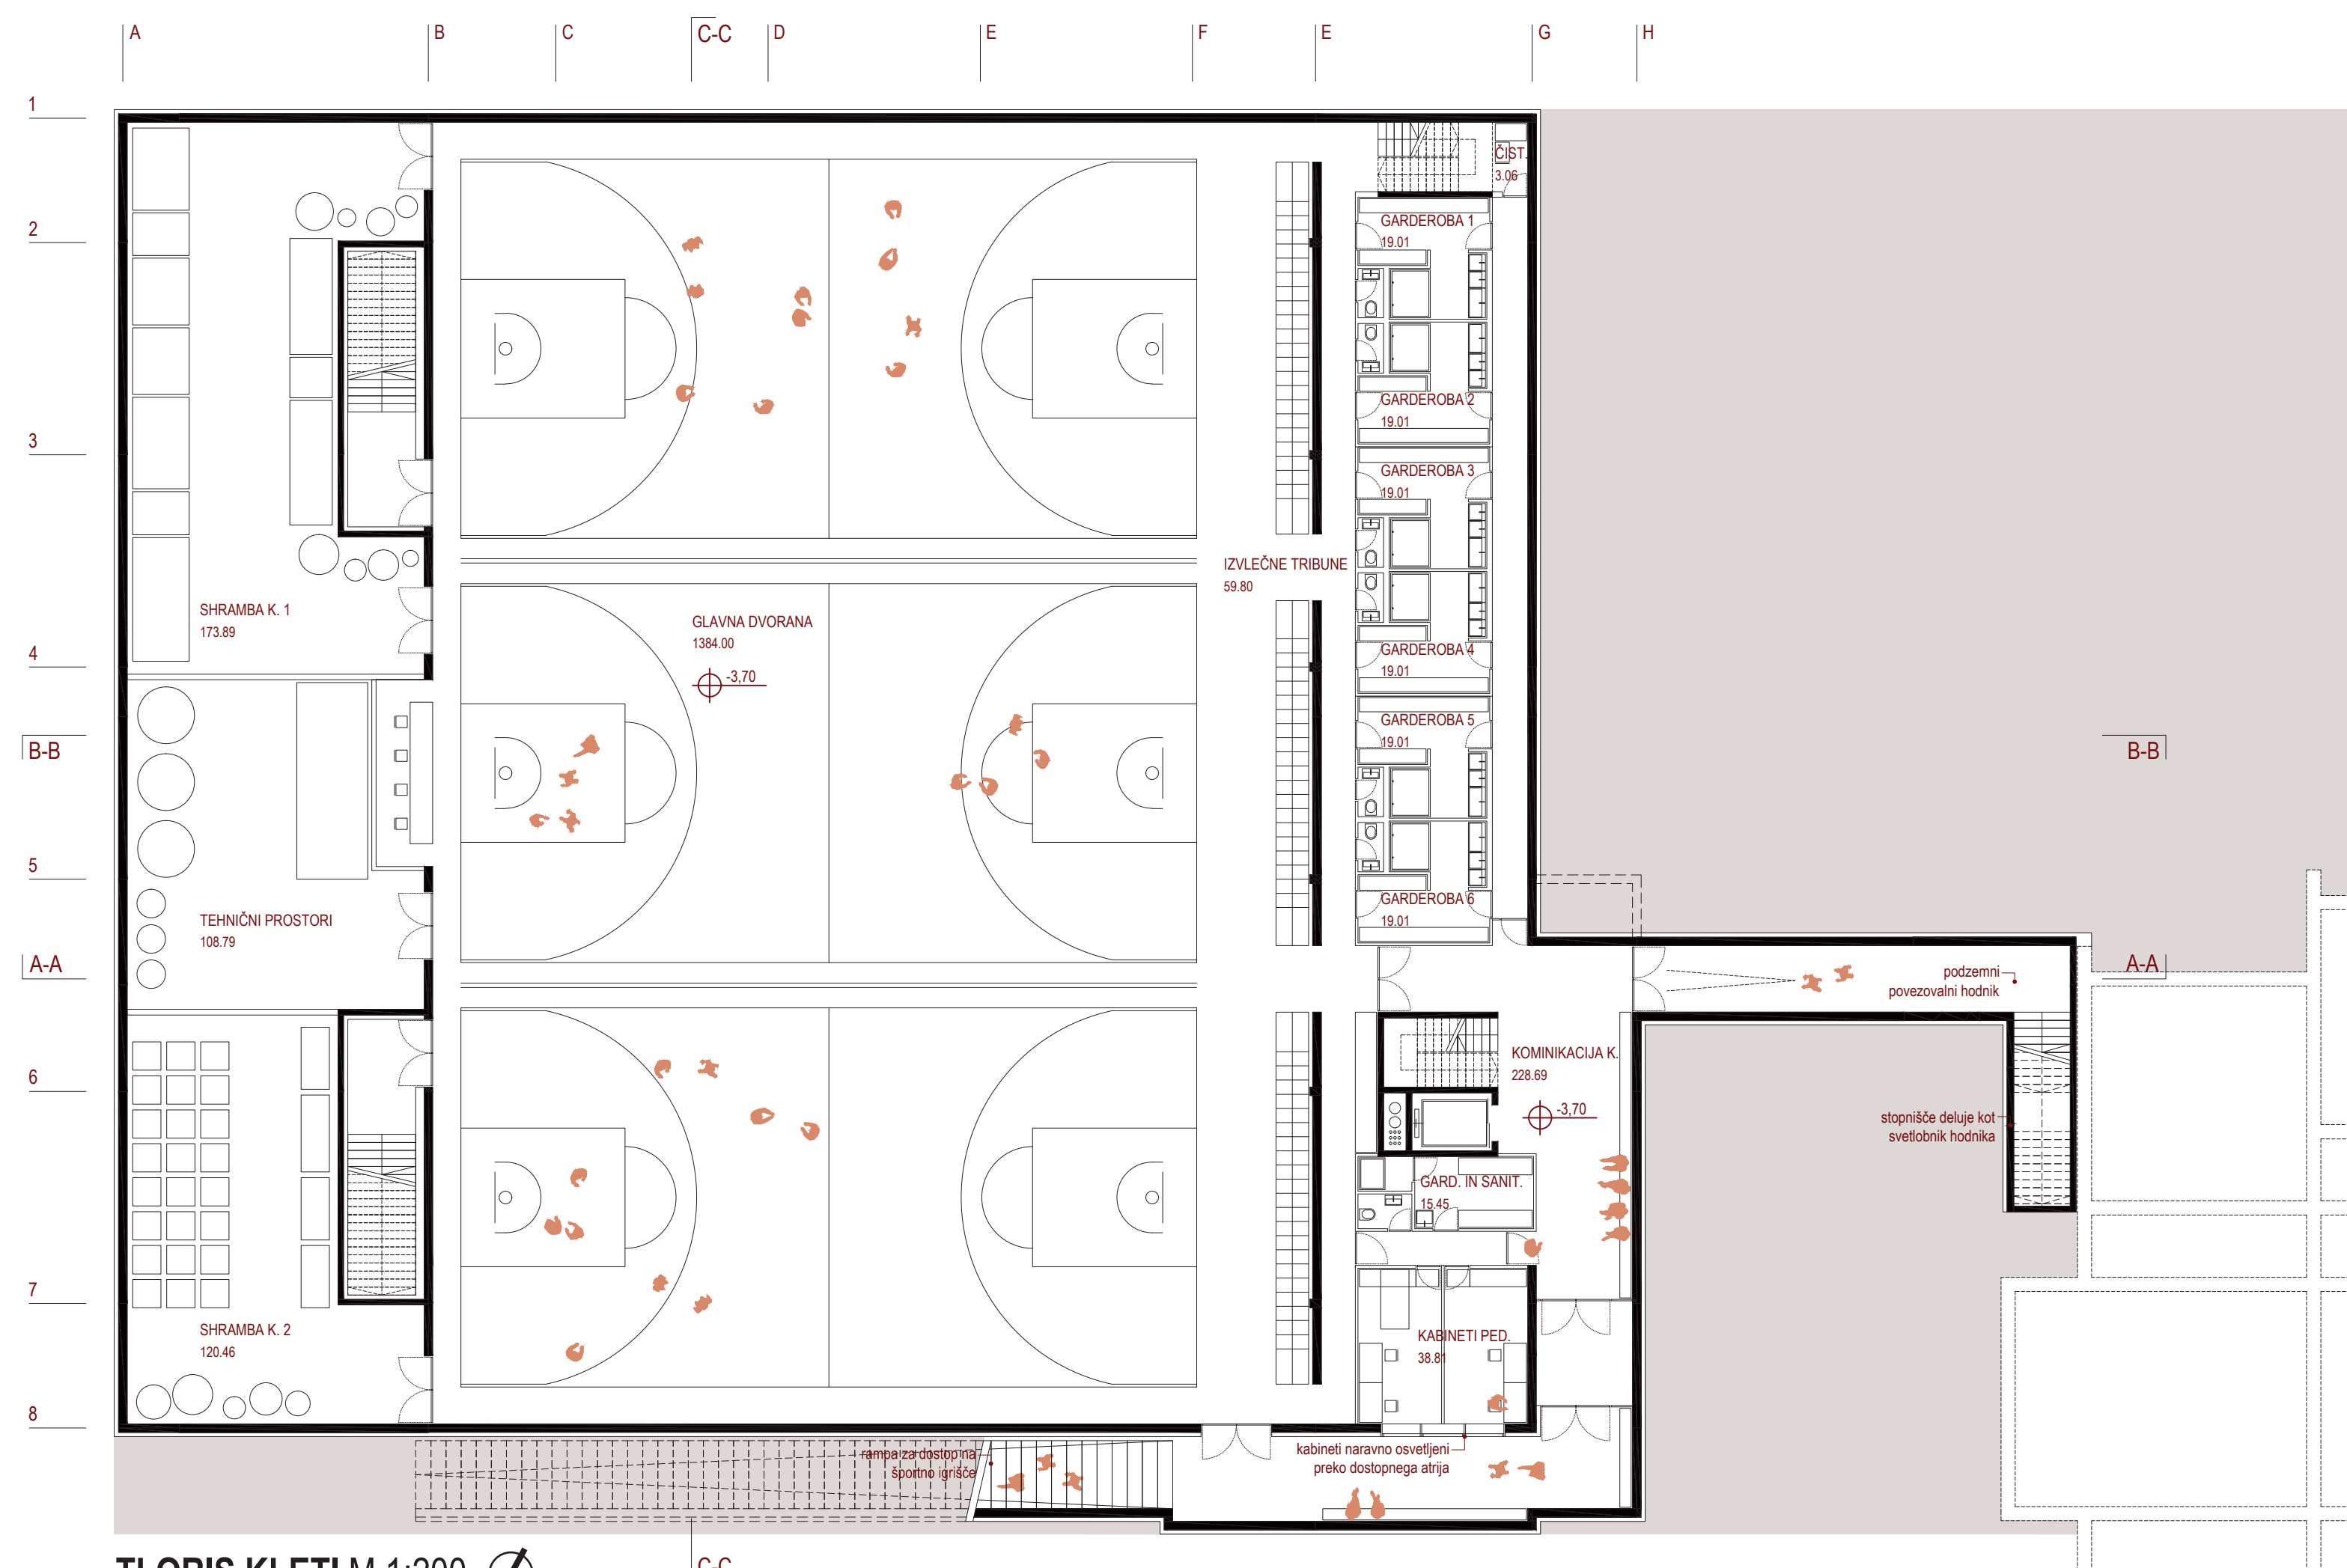 A B C C-C D E F E G H
1
ČIST.
3.06
2
GARDEROBA 1
19.01
GARDEROBA 2
19.01
3
GARDEROBA 3
19.01
IZVLEČNE TRIBUNE
59.80
SHRAMBA K. 1
173.89
GLAVNA DVORANA
1384.00
-3,70
4
GARDEROBA 4
19.01
GARDEROBA 5
19.01
B-B
B-B
5
GARDEROBA 6
19.01
TEHNIČNI PROSTORI
108.79
A-A
A-A
podzemni
povezovalni hodnik
6
KOMINIKACIJA K.
228.69
-3,70
stopnišče deluje kot
svetlobnik hodnika
GARD. IN SANIT.
15.45
7
SHRAMBA K. 2
120.46
KABINETI PED.
38.81
8
rampa za dostop na
športno igrišče
kabineti naravno osvetljeni
preko dostopnega atrija
TLORIS KLETI M 1:200
C-C